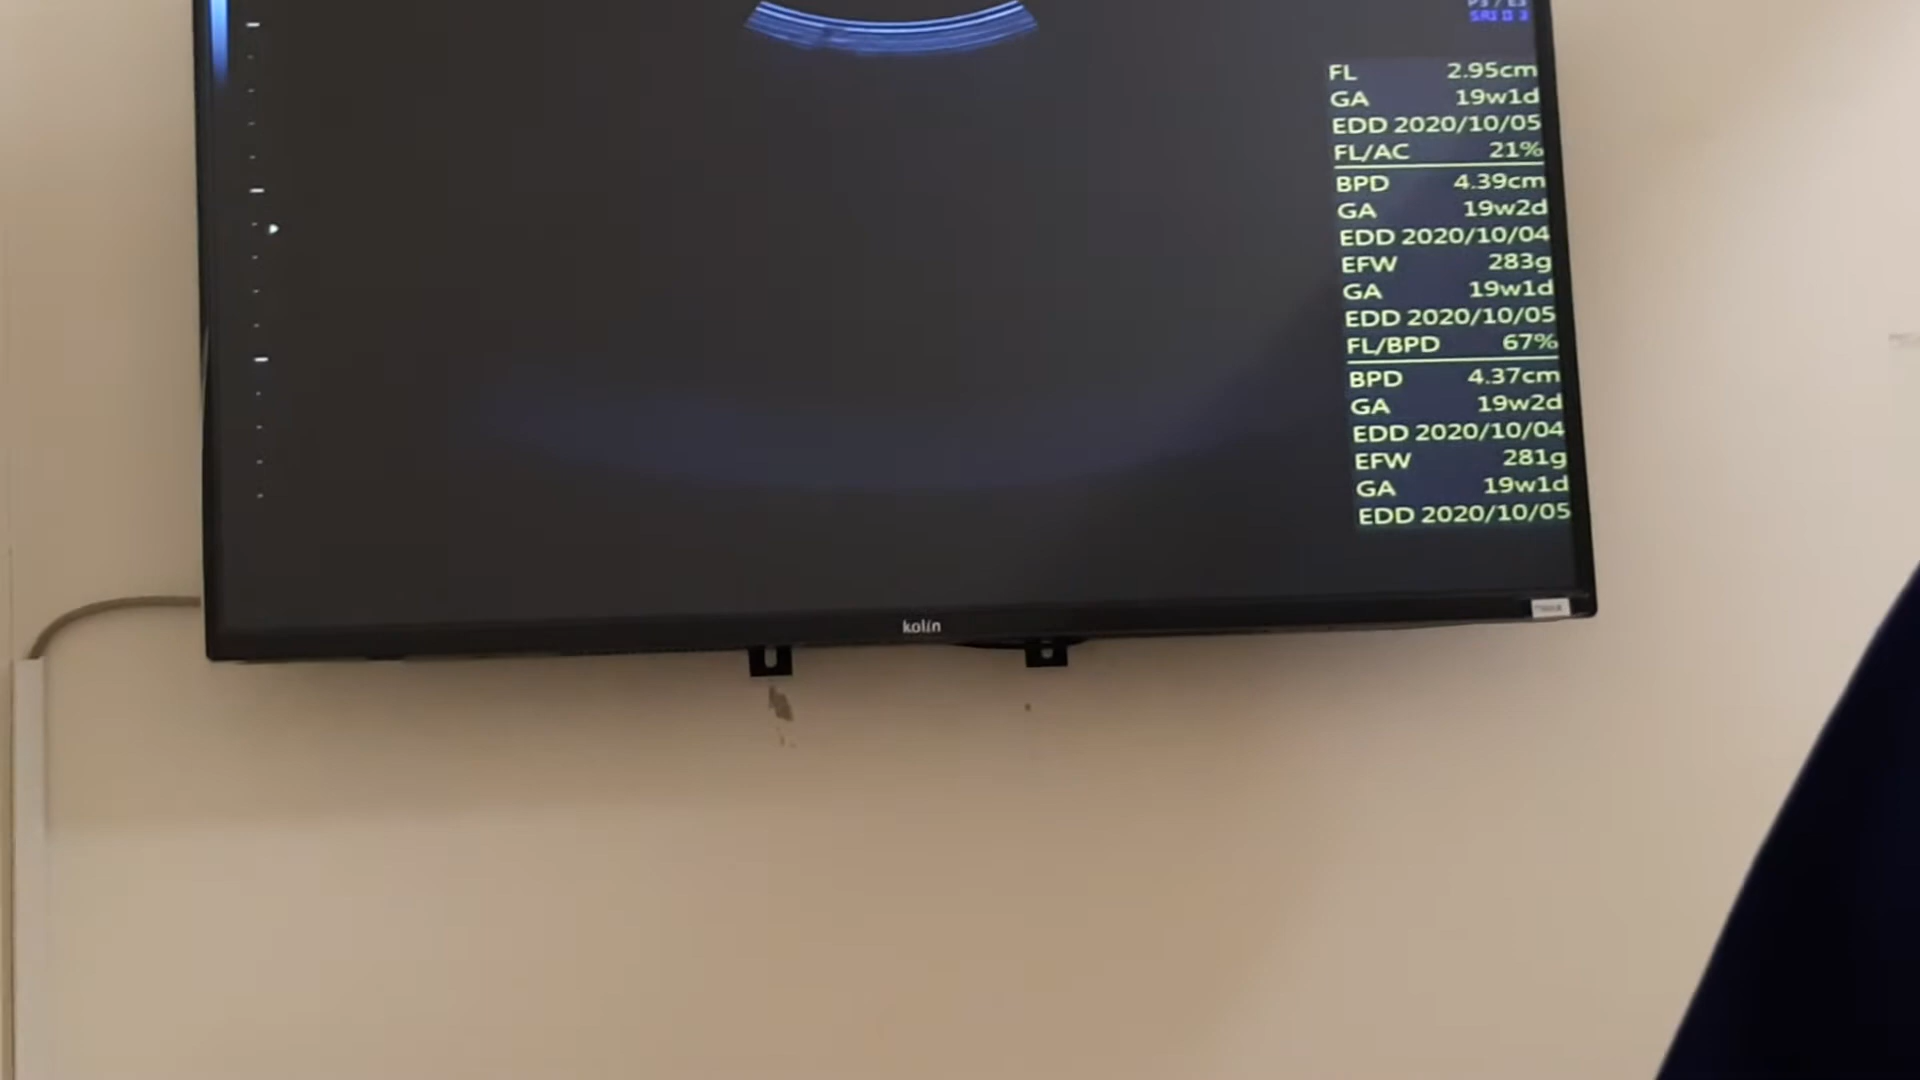 FL 2.95cm
GA 19w1d
EDD 2020/10/05
FL/AC 21%
BPD 4.39cm
GA 19w2d
EDD 2020/10/04
EFW 283g
GA 19w1d
EDD 2020/10/05
FL/BPD 67%
BPD 4.37cm
GA 19w2d
EDD 2020/10/04
EFW 281g
GA 19w1d
EDD 2020/10/05
kolin